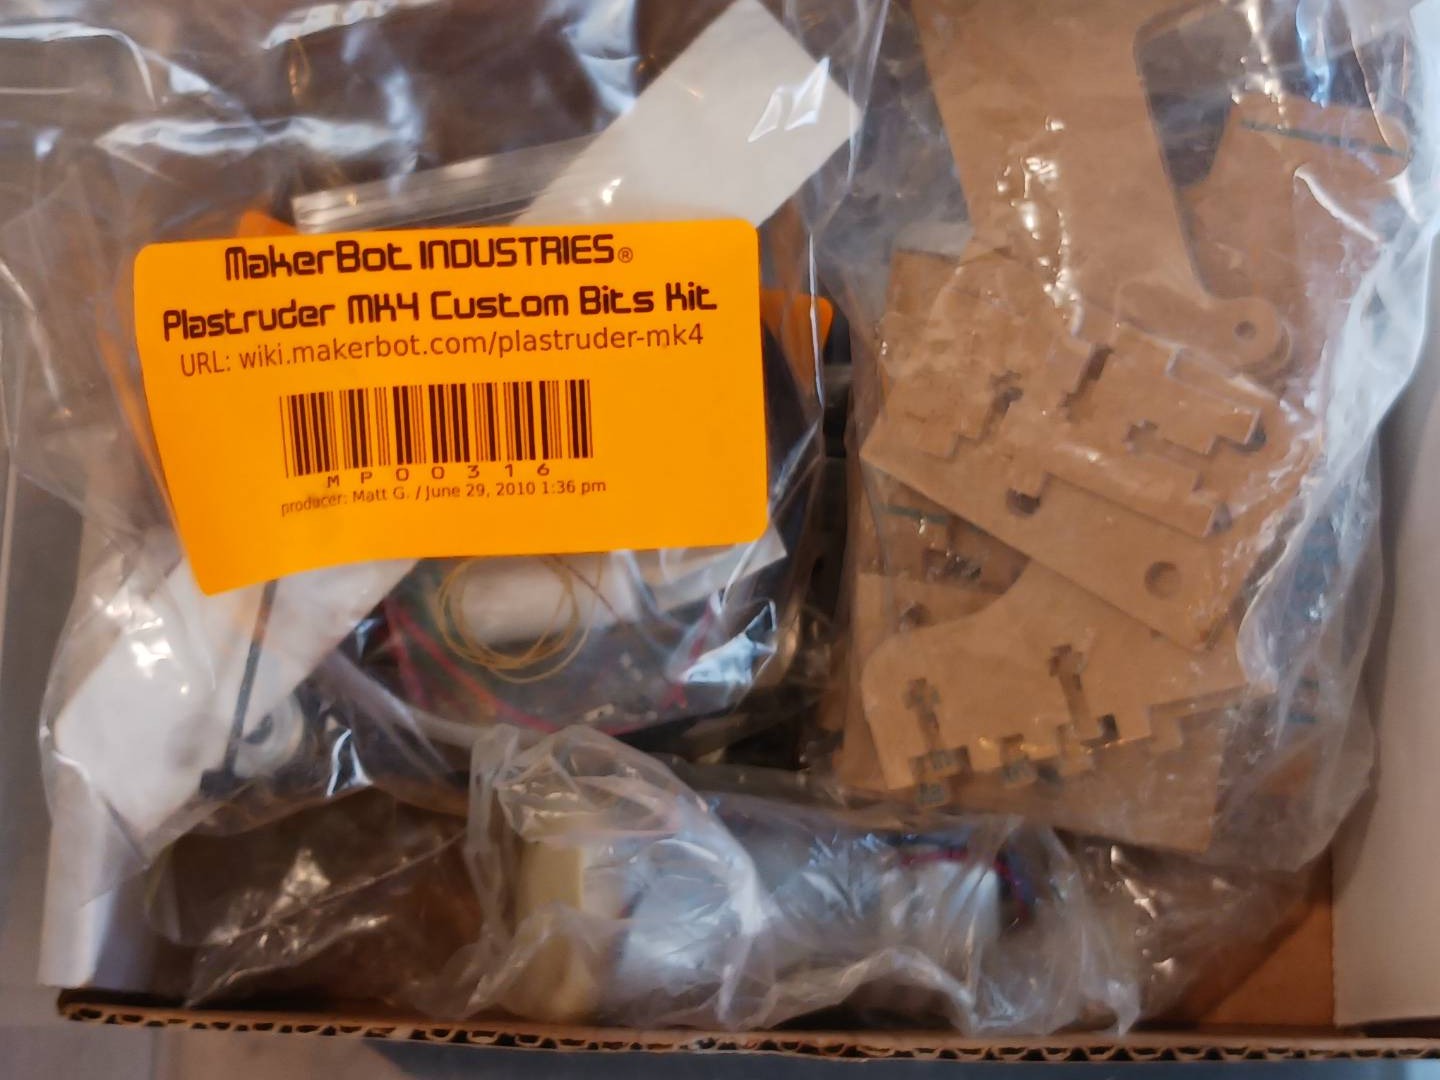 MakerBot INDUSTRIES®
Plastruder MK4 Custom Bits Kit
URL: wiki.makerbot.com/plastruder-mk4
MP00316
producer: Matt G. / June 29, 2010 1:36 pm